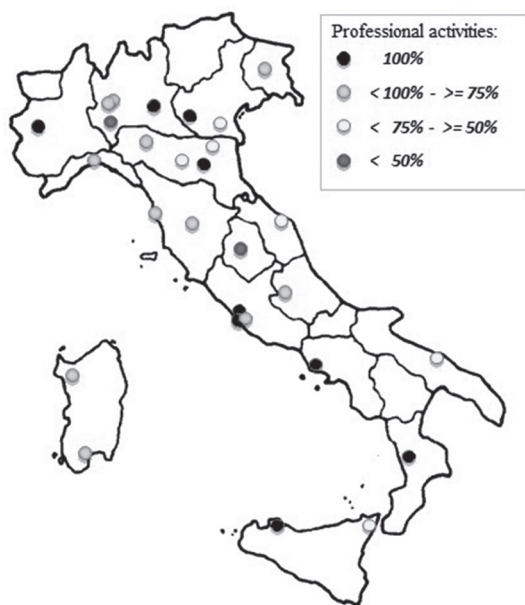 Professional activities:
100%
< 100% - >= 75%
< 75% - >= 50%
< 50%